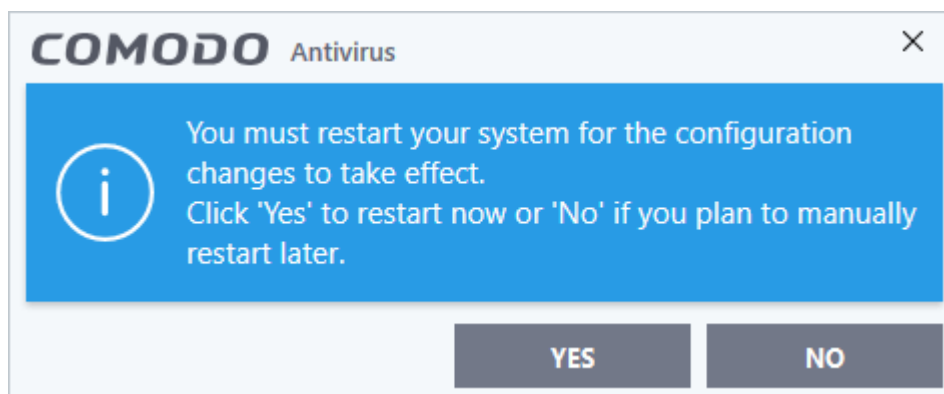 COMODO Antivirus
You must restart your system for the configuration
changes to take effect.
Click 'Yes' to restart now or 'No' if you plan to manually
restart later.
YES NO